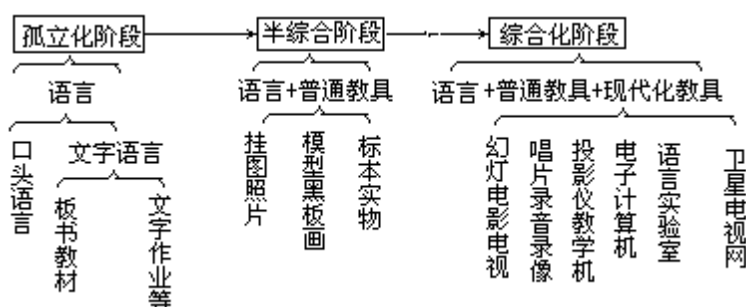 孤立化阶段
半综合阶段
综合化阶段
语言
语言+普通教具
语言+普通教具+现代化教具
口头语言
文字语言
板书教材
文字作业等
挂图照片
模型黑板画
标本实物
幻灯电影电视
唱片录音录像
投影仪教学机
电子计算机
语言实验室
卫星电视网